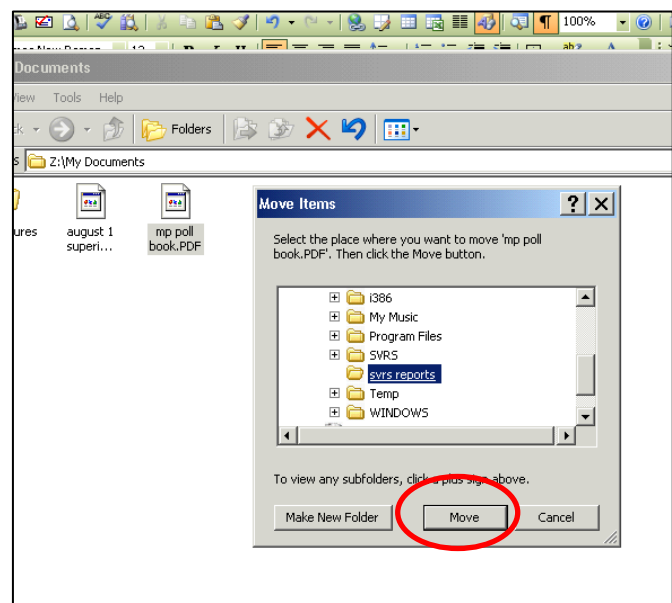 100%
Documents
View Tools Help
Folders
Z:\My Documents
ures
august 1
superi...
mp poll
book.PDF
Move Items
Select the place where you want to move 'mp poll
book.PDF'. Then click the Move button.
i386
My Music
Program Files
SVRS
svrs reports
Temp
WINDOWS
To view any subfolders, click a plus sign above.
Make New Folder Move Cancel